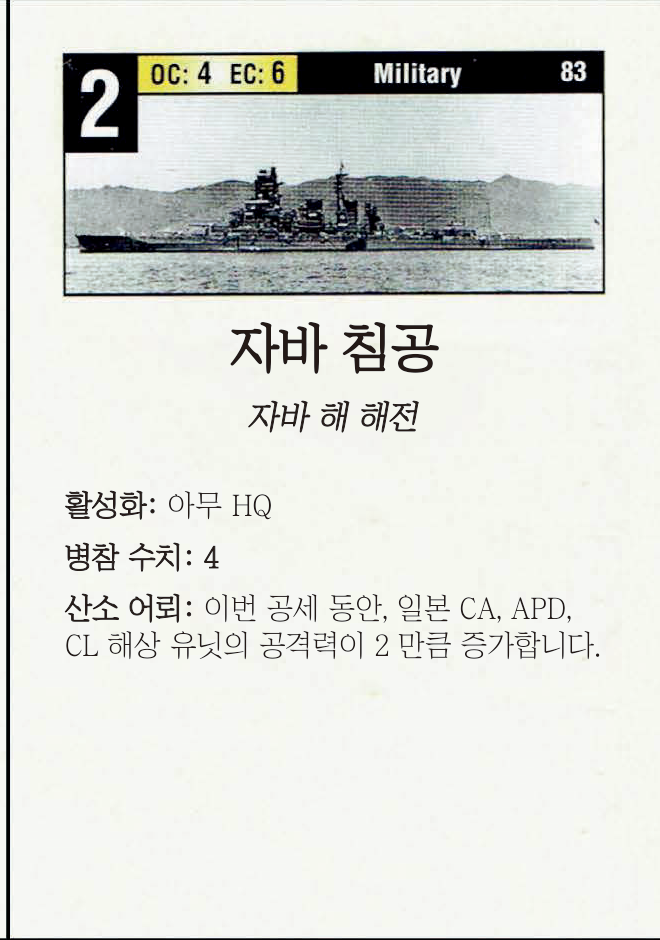 2
OC: 4 EC: 6 Military 83
자바 침공
자바 해 해전
활성화: 아무 HQ
병참 수치: 4
산소 어뢰: 이번 공세 동안, 일본 CA, APD,
CL 해상 유닛의 공격력이 2 만큼 증가합니다.